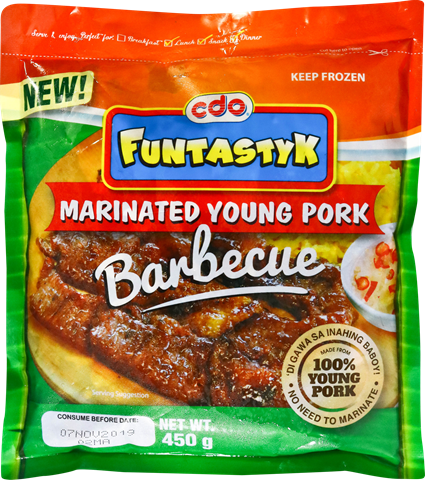 Serve & enjoy. Perfect for: Breakfast Lunch Snack Dinner
NEW!
KEEP FROZEN
cdo
FUNTASTYK
MARINATED YOUNG PORK
Barbecue
'DI GAWA SA INAHING BABOY!
MADE FROM
100%
YOUNG
PORK
NO NEED TO MARINATE
Serving Suggestion
CONSUME BEFORE DATE:
07NOV2019
02MA
NET WT.
450 g